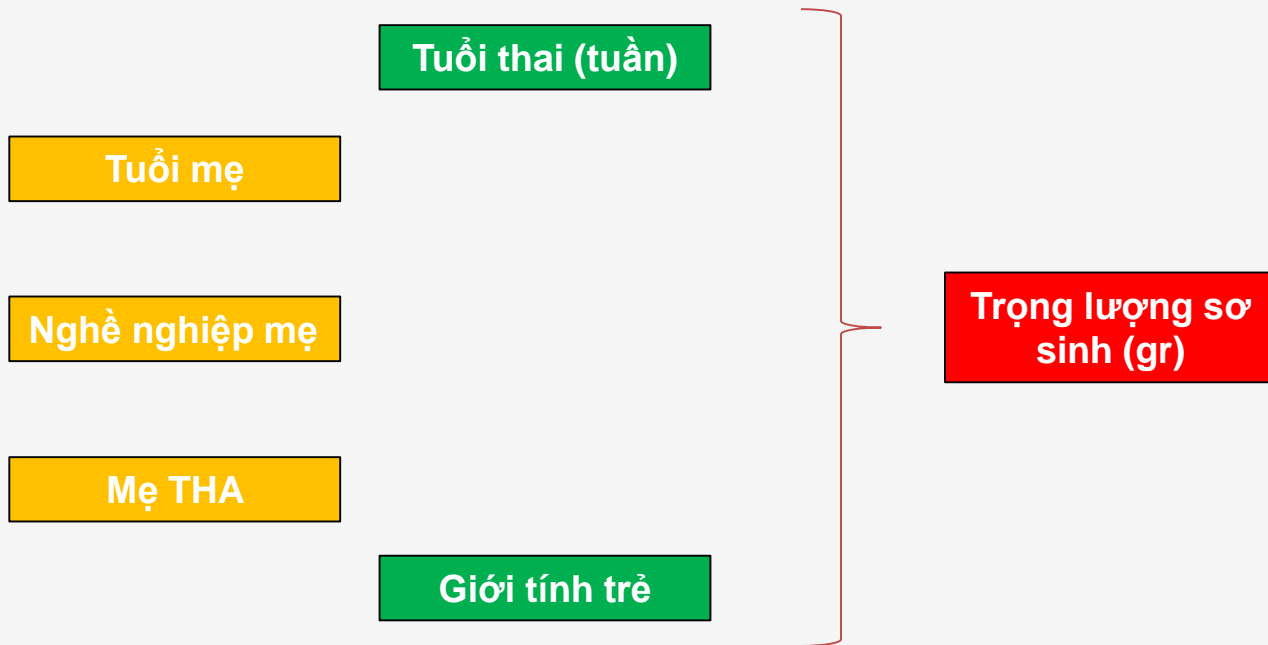 Tuổi thai (tuần)
Tuổi mẹ
Nghề nghiệp mẹ
Trọng lượng sơ
sinh (gr)
Mẹ THA
Giới tính trẻ